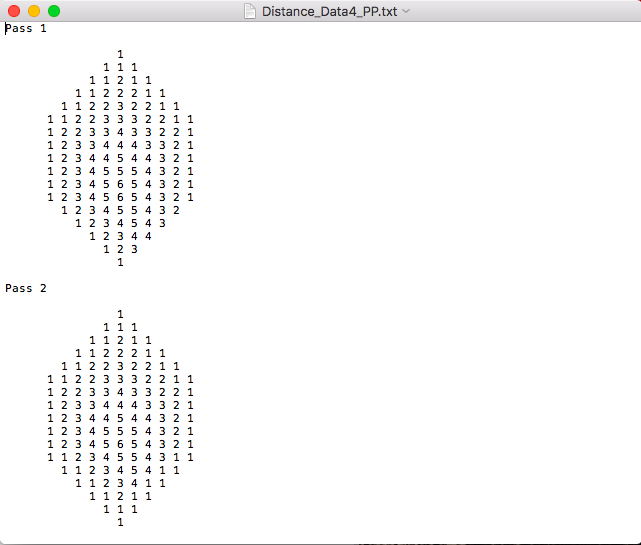 Distance_Data4_PP.txt
Pass 1
1
1 1 1
1 1 2 1 1
1 1 2 2 2 1 1
1 1 2 2 3 2 2 1 1
1 1 2 2 3 3 3 2 2 1 1
1 2 2 3 3 4 3 3 2 2 1
1 2 3 3 4 4 4 3 3 2 1
1 2 3 4 4 5 4 4 3 2 1
1 2 3 4 5 5 5 4 3 2 1
1 2 3 4 5 6 5 4 3 2 1
1 2 3 4 5 6 5 4 3 2 1
1 2 3 4 5 5 4 3 2
1 2 3 4 5 4 3
1 2 3 4 4
1 2 3
1
Pass 2
1
1 1 1
1 1 2 1 1
1 1 2 2 2 1 1
1 1 2 2 3 2 2 1 1
1 1 2 2 3 3 3 2 2 1 1
1 2 2 3 3 4 3 3 2 2 1
1 2 3 3 4 4 4 3 3 2 1
1 2 3 4 4 5 4 4 3 2 1
1 2 3 4 5 5 5 4 3 2 1
1 2 3 4 5 6 5 4 3 2 1
1 2 3 4 5 5 5 4 3 1 1
1 1 2 3 4 5 4 1 1
1 1 2 3 4 1 1
1 1 2 1 1
1 1 1
1